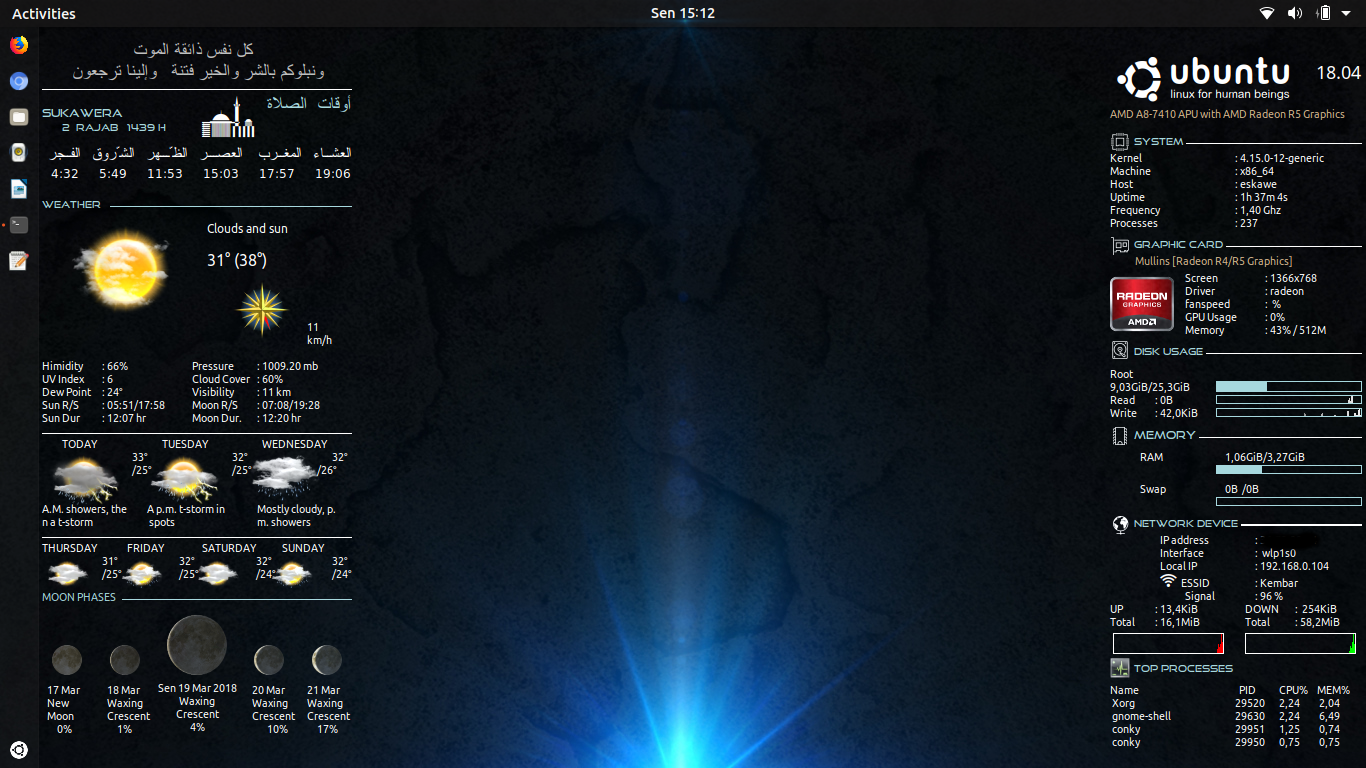 Activities
Sen 15:12
كل نفس ذائقة الموت
ونبلوكم بالشر والخير فتنة وإلينا ترجعون
أوقات الصلاة
SUKAWERA
2 RAJAB 1439 H
الفـجر الشّروق الظـّـهر العصـر المغـرب العشـاء
4:32 5:49 11:53 15:03 17:57 19:06
WEATHER
Clouds and sun
31° (38°)
11
km/h
Himidity : 66% Pressure : 1009.20 mb
UV Index : 6 Cloud Cover : 60%
Dew Point : 24° Visibility : 11 km
Sun R/S : 05:51/17:58 Moon R/S : 07:08/19:28
Sun Dur : 12:07 hr Moon Dur. : 12:20 hr
TODAY TUESDAY WEDNESDAY
33° 32° 32°
/25° /25° /26°
A.M. showers, the A p.m. t-storm in Mostly cloudy, p.
n a t-storm spots m. showers
THURSDAY FRIDAY SATURDAY SUNDAY
31° 32° 32° 32°
/25° /25° /24° /24°
MOON PHASES
17 Mar 18 Mar Sen 19 Mar 2018 20 Mar 21 Mar
New Waxing Waxing Waxing Waxing
Moon Crescent Crescent Crescent Crescent
0% 1% 4% 10% 17%
ubuntu 18.04
linux for human beings
AMD A8-7410 APU with AMD Radeon R5 Graphics
SYSTEM
Kernel : 4.15.0-12-generic
Machine : x86_64
Host : eskawe
Uptime : 1h 37m 4s
Frequency : 1,40 Ghz
Processes : 237
GRAPHIC CARD
Mullins [Radeon R4/R5 Graphics]
RADEON
GRAPHICS
AMD
Screen : 1366x768
Driver : radeon
fanspeed : %
GPU Usage : 0%
Memory : 43% / 512M
DISK USAGE
Root
9,03GiB/25,3GiB
Read : 0B
Write : 42,0KiB
MEMORY
RAM 1,06GiB/3,27GiB
Swap 0B /0B
NETWORK DEVICE
IP address :
Interface : wlp1s0
Local IP : 192.168.0.104
ESSID : Kembar
Signal : 96 %
UP : 13,4KiB DOWN : 254KiB
Total : 16,1MiB Total : 58,2MiB
TOP PROCESSES
Name PID CPU% MEM%
Xorg 29520 2,24 2,04
gnome-shell 29630 2,24 6,49
conky 29951 1,25 0,74
conky 29950 0,75 0,75